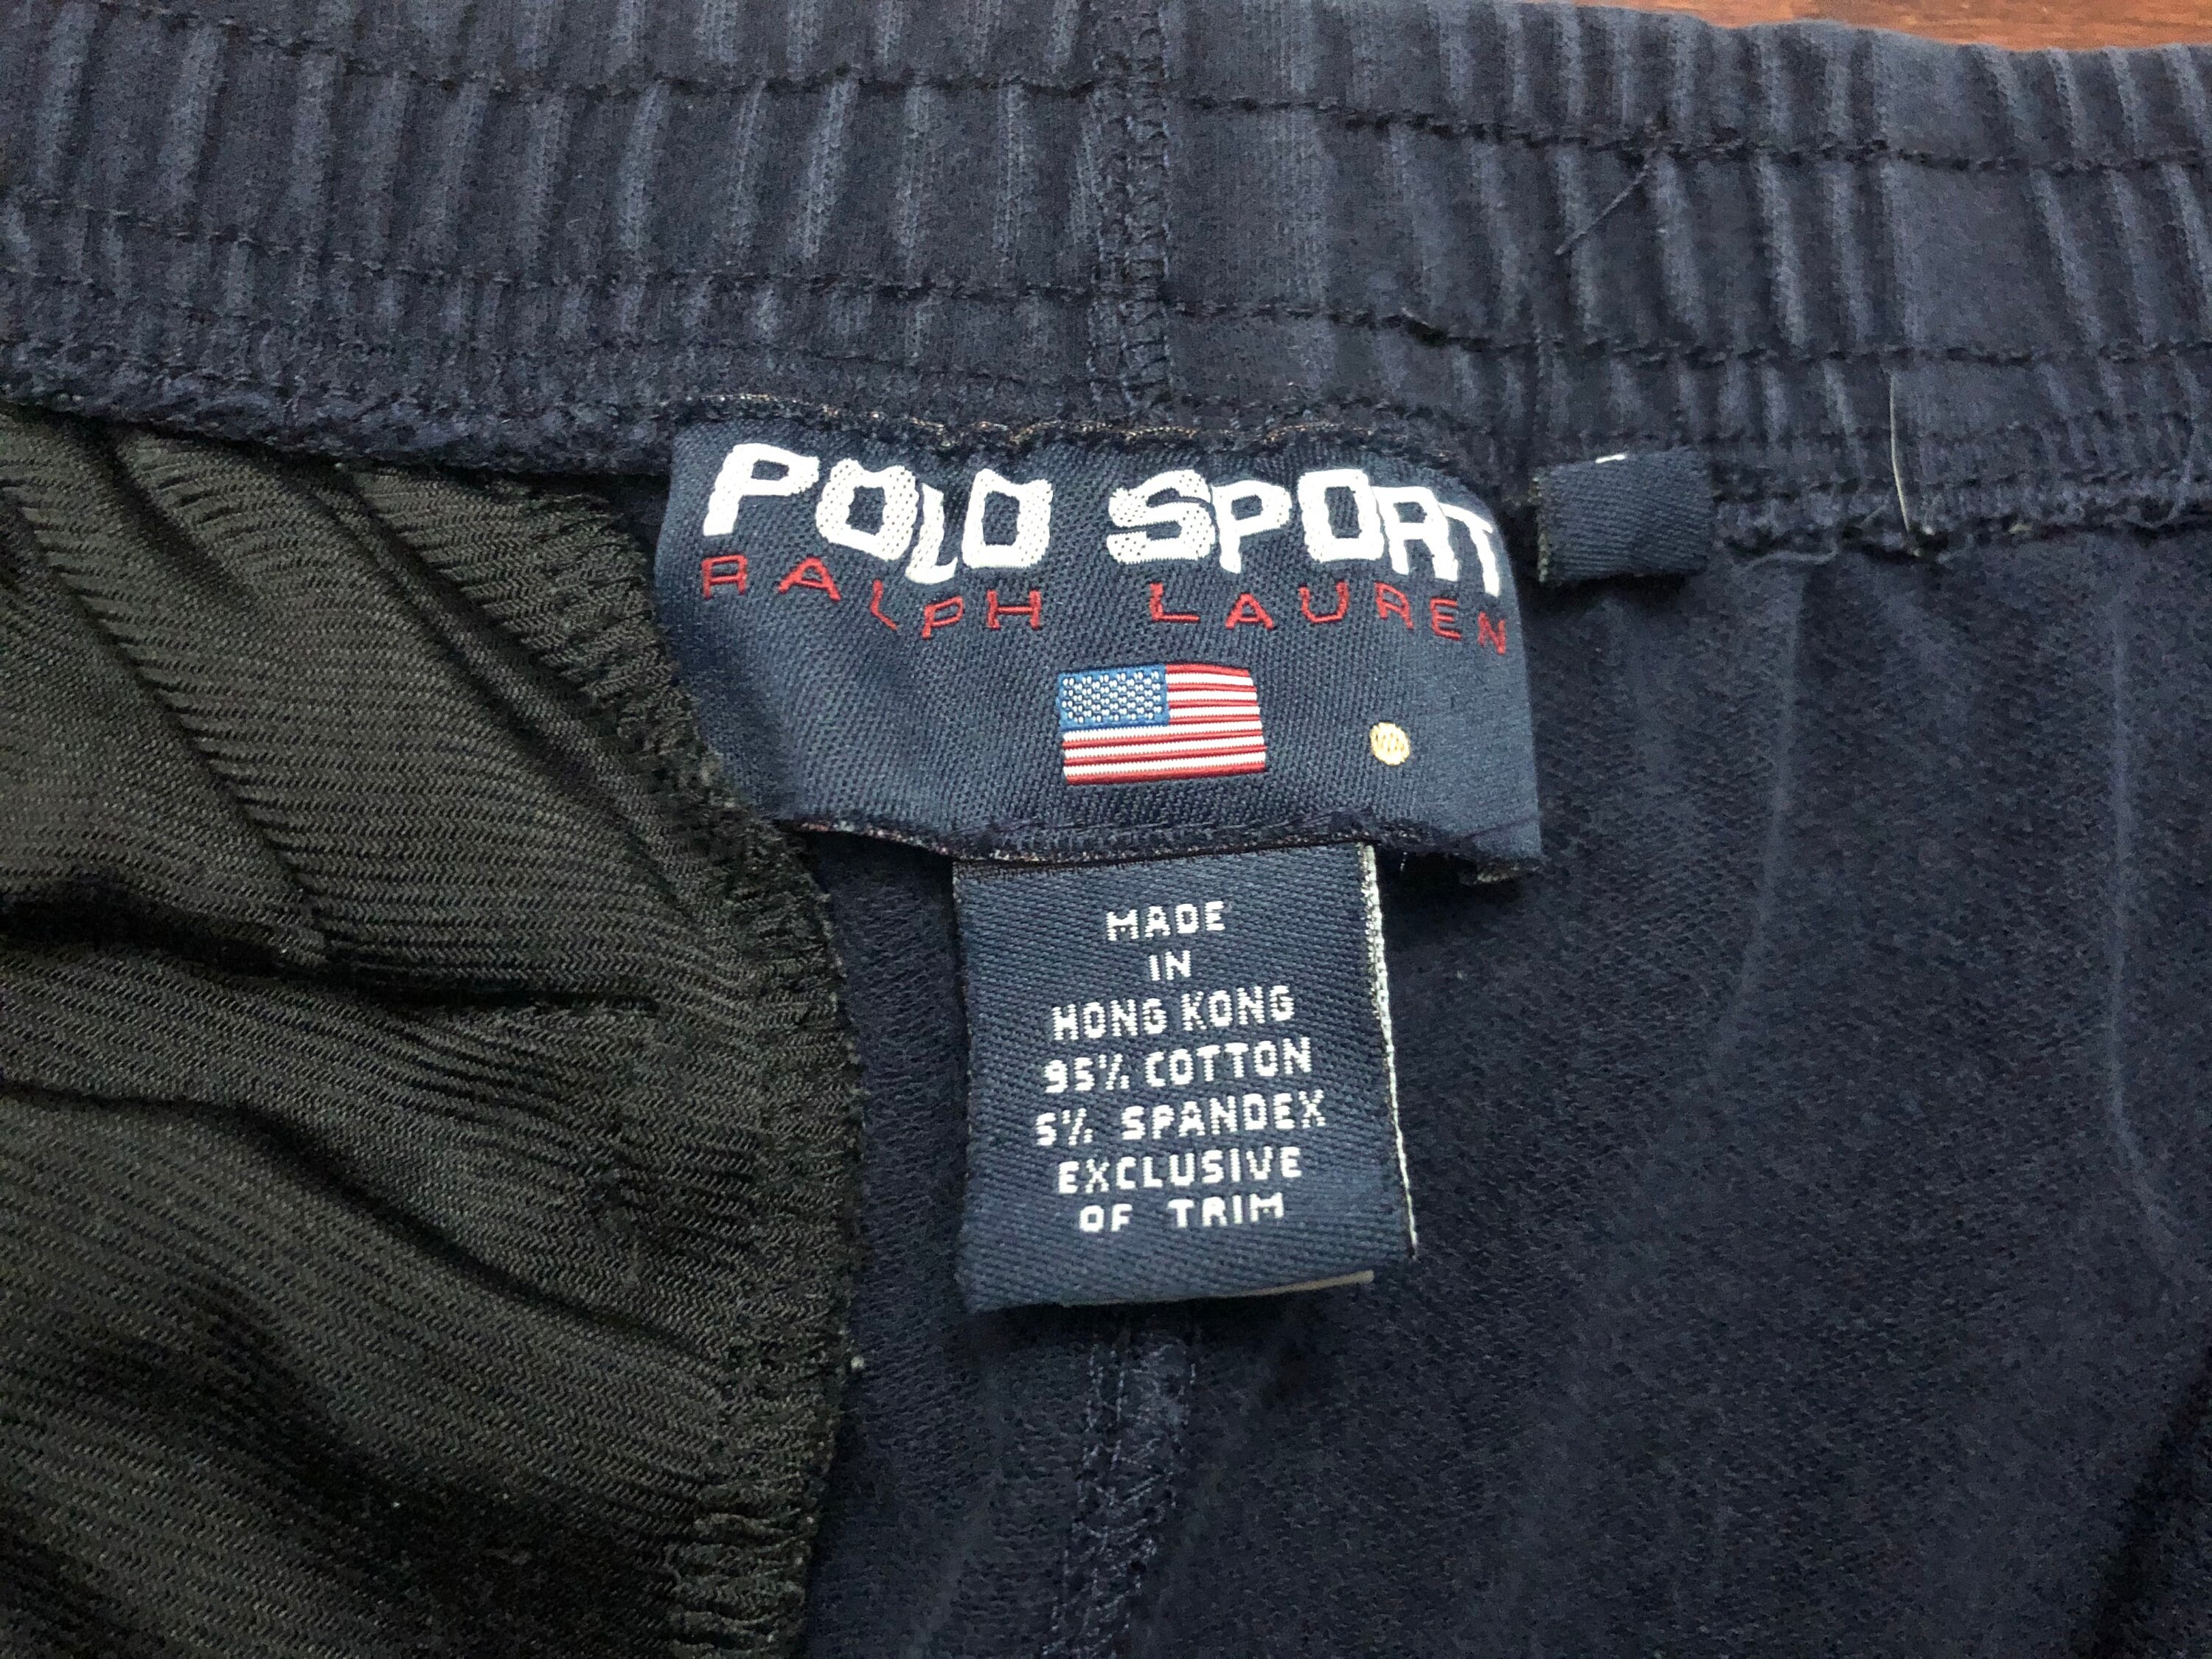 POLO SPORT
RALPH LAUREN
MADE
IN
HONG KONG
95% COTTON
5% SPANDEX
EXCLUSIVE
OF TRIM